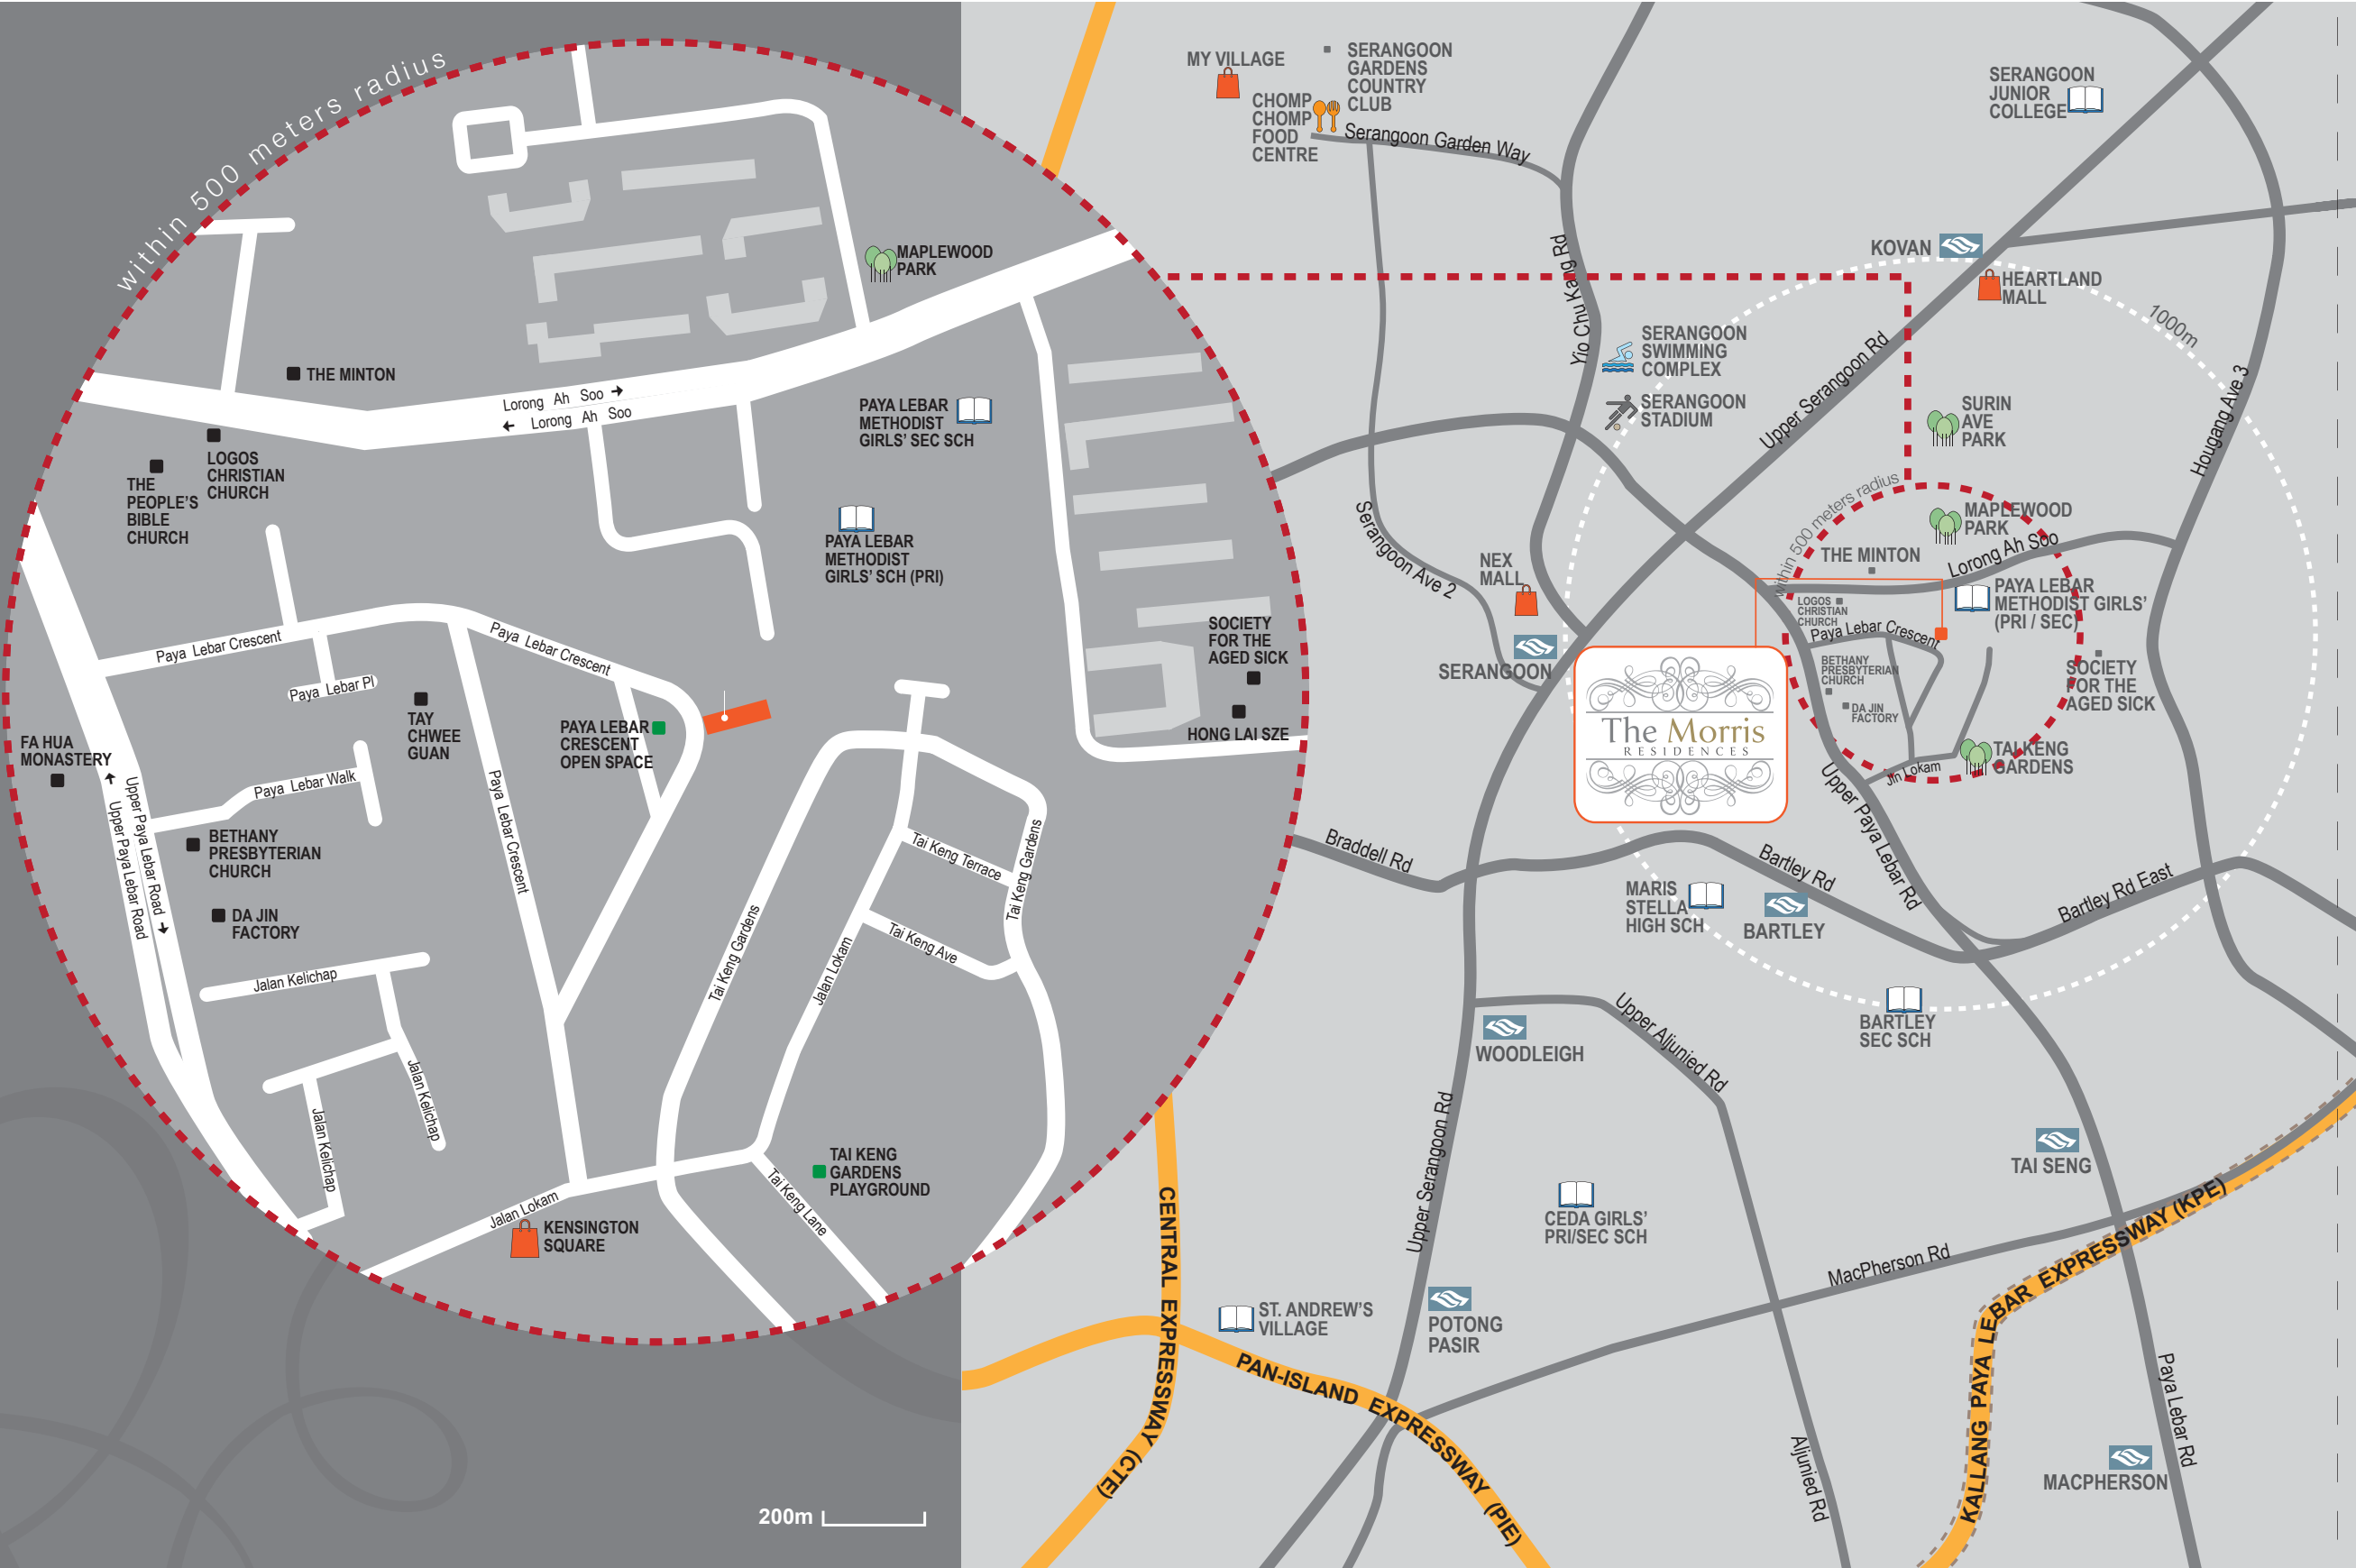 within 500 meters radius
MAPLEWOOD
PARK
THE MINTON
Lorong Ah Soo
Lorong Ah Soo
PAYA LEBAR
METHODIST
GIRLS' SEC SCH
LOGOS
CHRISTIAN
CHURCH
THE
PEOPLE'S
BIBLE
CHURCH
PAYA LEBAR
METHODIST
GIRLS' SCH (PRI)
SOCIETY
FOR THE
AGED SICK
HONG LAI SZE
Paya Lebar Crescent
Paya Lebar Crescent
Paya Lebar Pl
TAY
CHWEE
GUAN
PAYA LEBAR
CRESCENT
OPEN SPACE
FA HUA
MONASTERY
Paya Lebar Walk
Upper Paya Lebar Road
Upper Paya Lebar Road
Paya Lebar Crescent
BETHANY
PRESBYTERIAN
CHURCH
DA JIN
FACTORY
Tai Keng Terrace
Tai Keng Gardens
Tai Keng Gardens
Tai Keng Ave
Jalan Lokam
Jalan Kelichap
Jalan Kelichap
Jalan Kelichap
TAI KENG
GARDENS
PLAYGROUND
Tai Keng Lane
Jalan Lokam
KENSINGTON
SQUARE
200m
MY VILLAGE
SERANGOON
GARDENS
COUNTRY
CLUB
CHOMP
CHOMP
FOOD
CENTRE
Serangoon Garden Way
SERANGOON
JUNIOR
COLLEGE
KOVAN
HEARTLAND
MALL
1000m
Yio Chu Kang Rd
SERANGOON
SWIMMING
COMPLEX
SERANGOON
STADIUM
Upper Serangoon Rd
SURIN
AVE
PARK
Hougang Ave 3
within 500 meters radius
MAPLEWOOD
PARK
THE MINTON
Lorong Ah Soo
Serangoon Ave 2
NEX
MALL
SERANGOON
LOGOS
CHRISTIAN
CHURCH
PAYA LEBAR
METHODIST GIRLS'
(PRI / SEC)
Paya Lebar Crescent
BETHANY
PRESBYTERIAN
CHURCH
DA JIN
FACTORY
SOCIETY
FOR THE
AGED SICK
TAI KENG
GARDENS
Jln Lokam
The Morris
RESIDENCES
Upper Paya Lebar Rd
Braddell Rd
Bartley Rd
Bartley Rd East
MARIS
STELLA
HIGH SCH
BARTLEY
BARTLEY
SEC SCH
WOODLEIGH
Upper Aljunied Rd
Upper Serangoon Rd
TAI SENG
CEDA GIRLS'
PRI/SEC SCH
MacPherson Rd
KALLANG PAYA LEBAR EXPRESSWAY (KPE)
CENTRAL EXPRESSWAY (CTE)
ST. ANDREW'S
VILLAGE
POTONG
PASIR
PAN-ISLAND EXPRESSWAY (PIE)
Aljunied Rd
Paya Lebar Rd
MACPHERSON